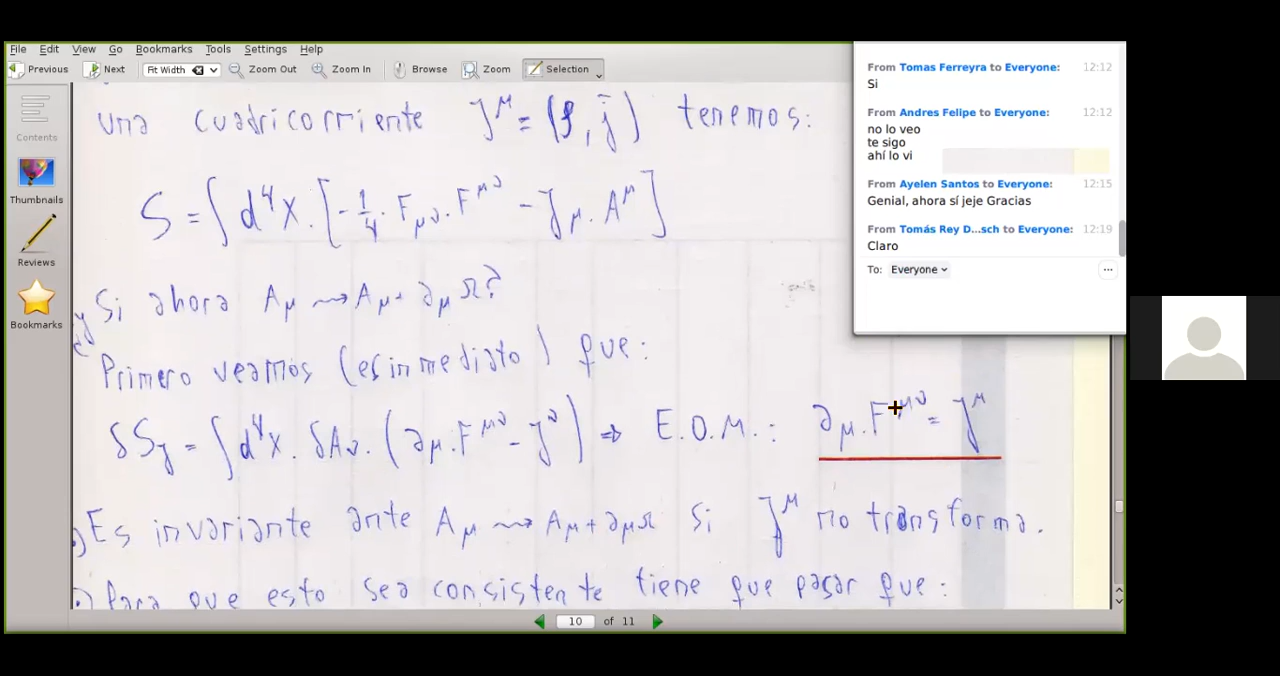 File Edit View Go Bookmarks Tools Settings Help
Previous Next Fit Width Zoom Out Zoom In Browse Zoom Selection
Contents
Thumbnails
Reviews
Bookmarks
una cuadricorriente J^μ = (ρ, j) tenemos:
S = ∫ d⁴x · [ -1/4 · F_μν · F^μν - J_μ · A^μ ]
Si ahora A_μ ⇝ A_μ + ∂_μ Ω?
Primero veamos (es inmediato) que:
δS_J = ∫ d⁴x · δA_ν · ( ∂_μ · F^μν - J^ν ) ⇒ E.O.M.: ∂_μ · F^μν = J^μ
Es invariante ante A_μ ⇝ A_μ + ∂_μ Ω si J^μ no transforma.
Para que esto sea consistente tiene que pasar que:
10 of 11
From Tomas Ferreyra to Everyone: 12:12
Si
From Andres Felipe to Everyone: 12:12
no lo veo
te sigo
ahí lo vi
From Ayelen Santos to Everyone: 12:15
Genial, ahora sí jeje Gracias
From Tomás Rey D...sch to Everyone: 12:19
Claro
To: Everyone